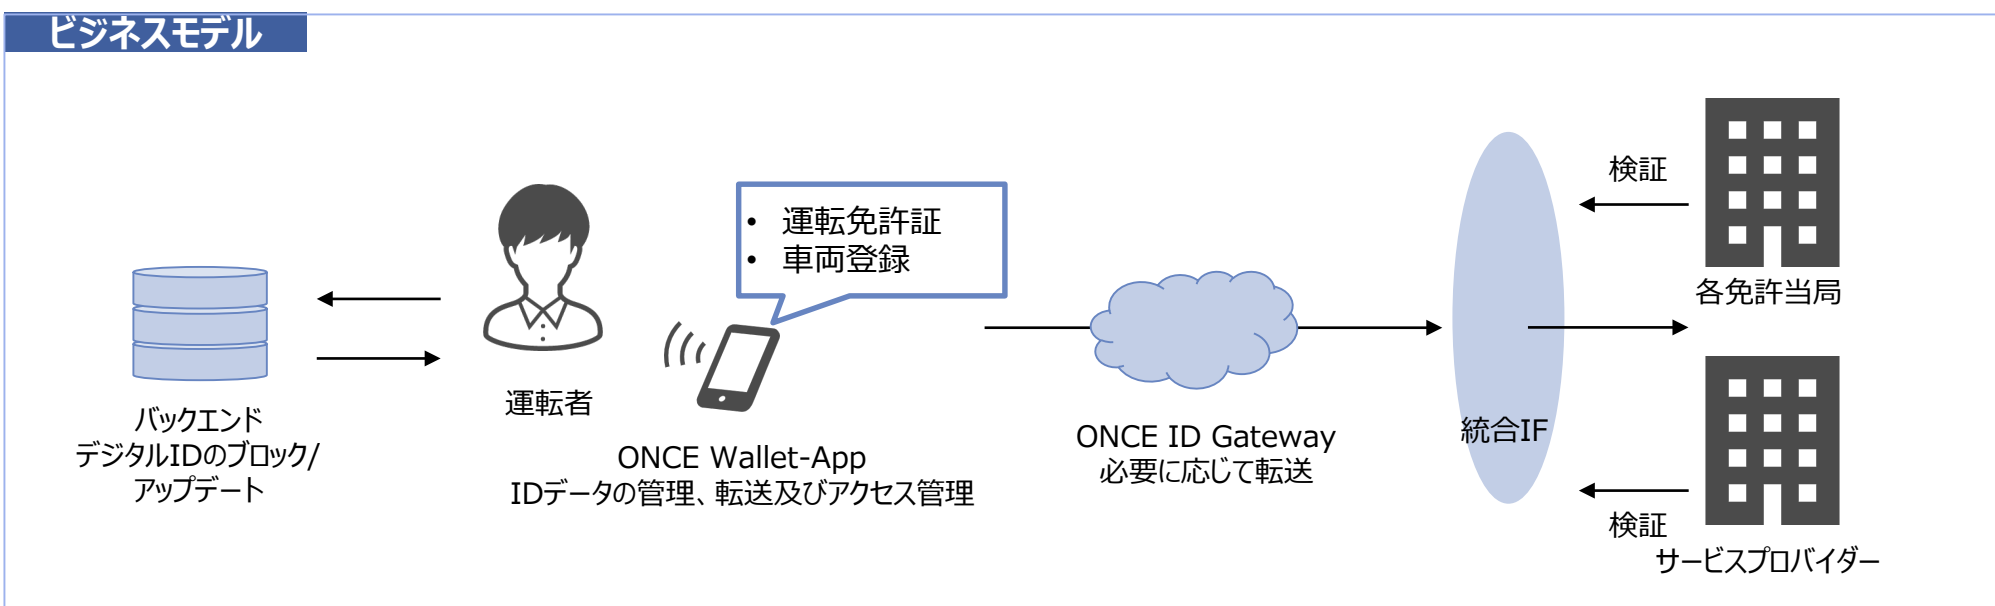 ビジネスモデル
• 運転免許証
• 車両登録
検証
各免許当局
運転者
バックエンド
デジタルIDのブロック/
アップデート
ONCE Wallet-App
IDデータの管理、転送及びアクセス管理
ONCE ID Gateway
必要に応じて転送
統合IF
検証
サービスプロバイダー